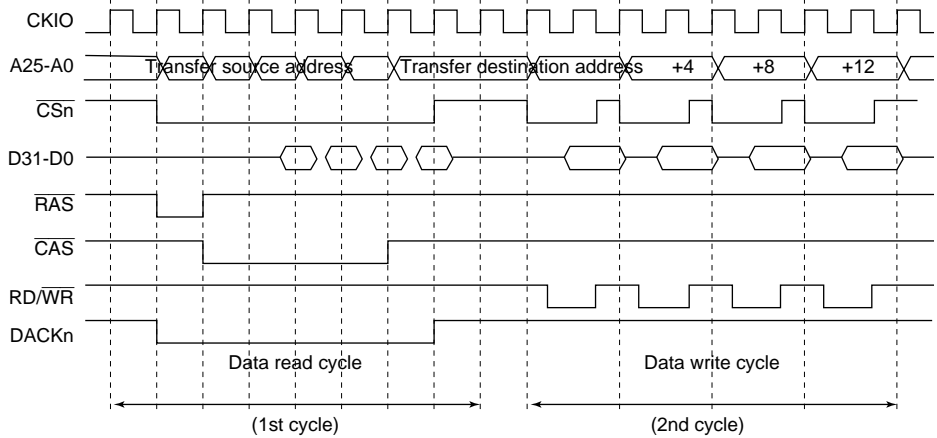 CKIO
A25-A0 Transfer source address Transfer destination address +4 +8 +12
CSn
D31-D0
RAS
CAS
RD/WR
DACKn
Data read cycle Data write cycle
(1st cycle) (2nd cycle)